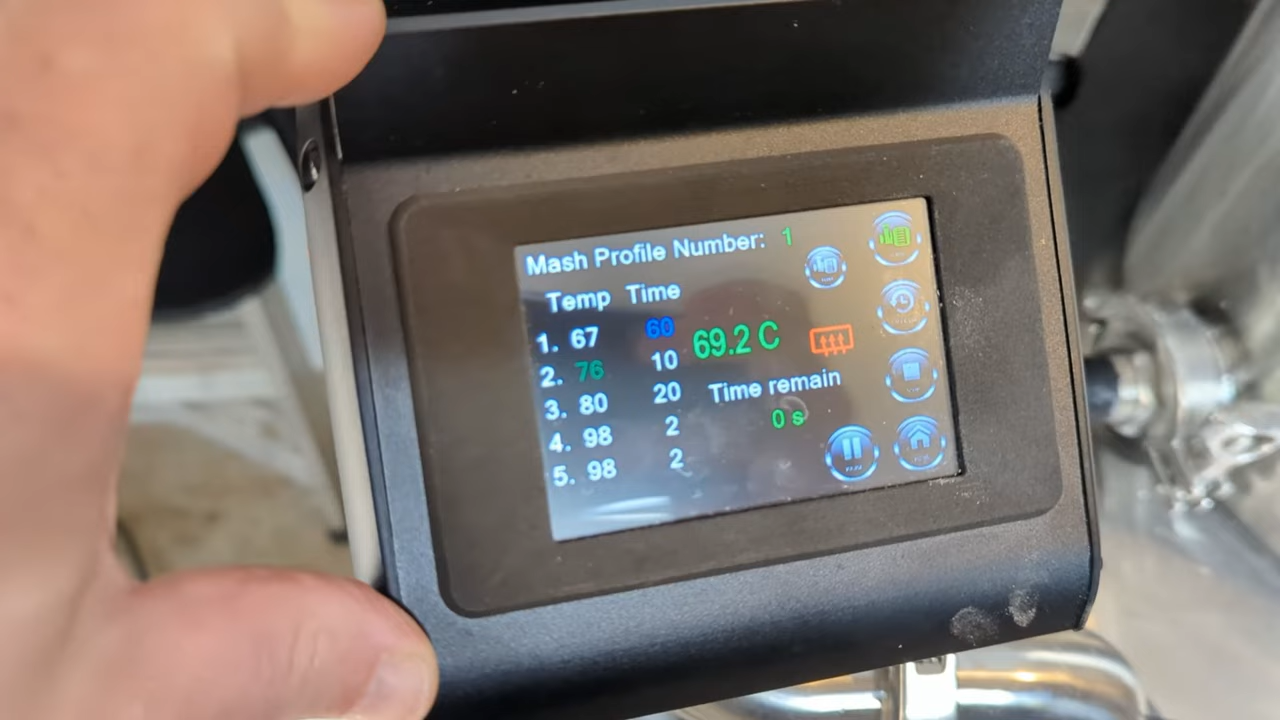 Mash Profile Number: 1
Temp Time
1. 67 60
2. 76 10
3. 80 20
4. 98 2
5. 98 2
69.2 C
Time remain
0 s